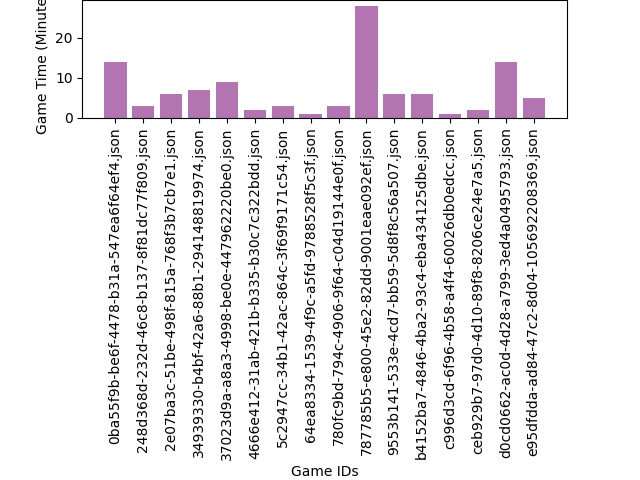 Game Time (Minute
20
10
0
0ba55f9b-be6f-4478-b31a-547ea6f64ef4.json
248d368d-232d-46c8-b137-8f81dc77f809.json
2e07ba3c-51be-498f-815a-768f3b7cb7e1.json
34939330-b4bf-42a6-88b1-294148819974.json
37023d9a-a8a3-4998-be0e-447962220be0.json
4666e412-31ab-421b-b335-b30c7c322bdd.json
5c2947cc-34b1-42ac-864c-3f69f9171c54.json
64ea8334-1539-4f9c-a5fd-9788528f5c3f.json
780fc9bd-794c-4906-9f64-c04d19144e0f.json
787785b5-e800-45e2-82dd-9001eae092ef.json
9553b141-533e-4cd7-bb59-5d8f8c56a507.json
b4152ba7-4846-4ba2-93c4-eba434125dbe.json
c996d3cd-6f96-4b58-a4f4-60026db0edcc.json
ceb929b7-97d0-4d10-89f8-8206ce24e7a5.json
d0cd0662-ac0d-4d28-a799-3ed4a0495793.json
e95dfdda-ad84-47c2-8d04-105692208369.json
Game IDs